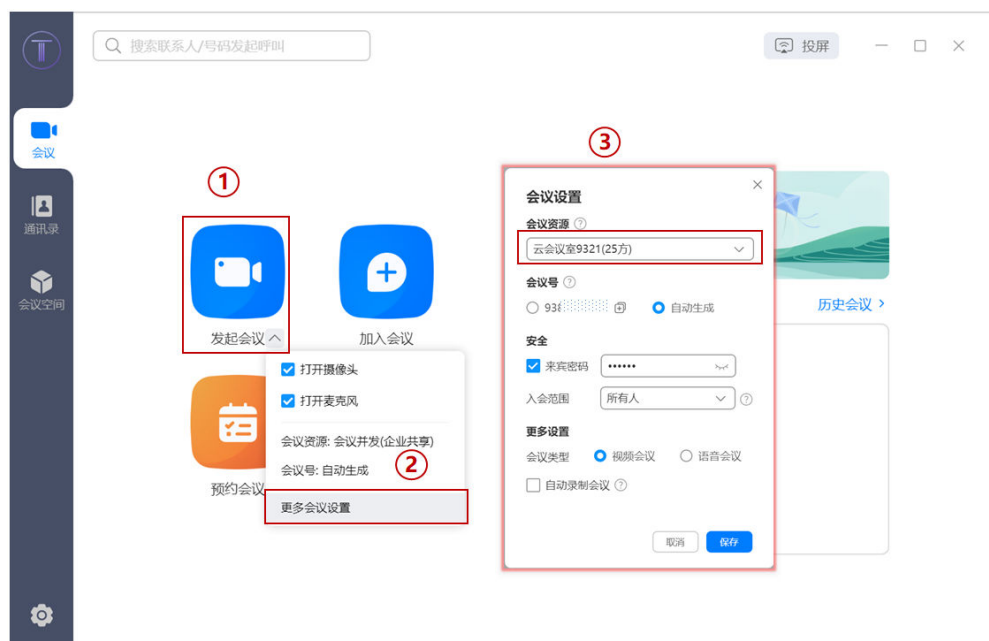 搜索联系人/号码发起呼叫
投屏
会议
通讯录
会议空间
①
发起会议
加入会议
预约会议
打开摄像头
打开麦克风
会议资源: 会议并发(企业共享)
会议号: 自动生成
②
更多会议设置
③
会议设置
会议资源
云会议室9321(25方)
会议号
自动生成
安全
来宾密码 ••••••
入会范围 所有人
更多设置
会议类型 视频会议 语音会议
自动录制会议
取消 保存
历史会议